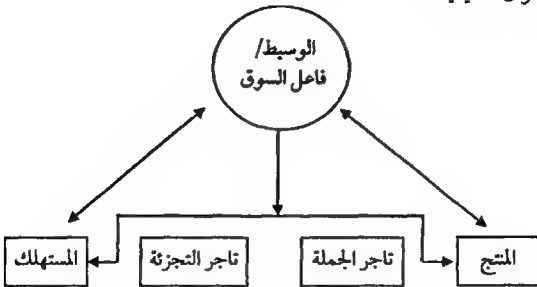 الوسيط/
فاعل السوق
المنتج
تاجر الجملة
تاجر التجزئة
المستهلك